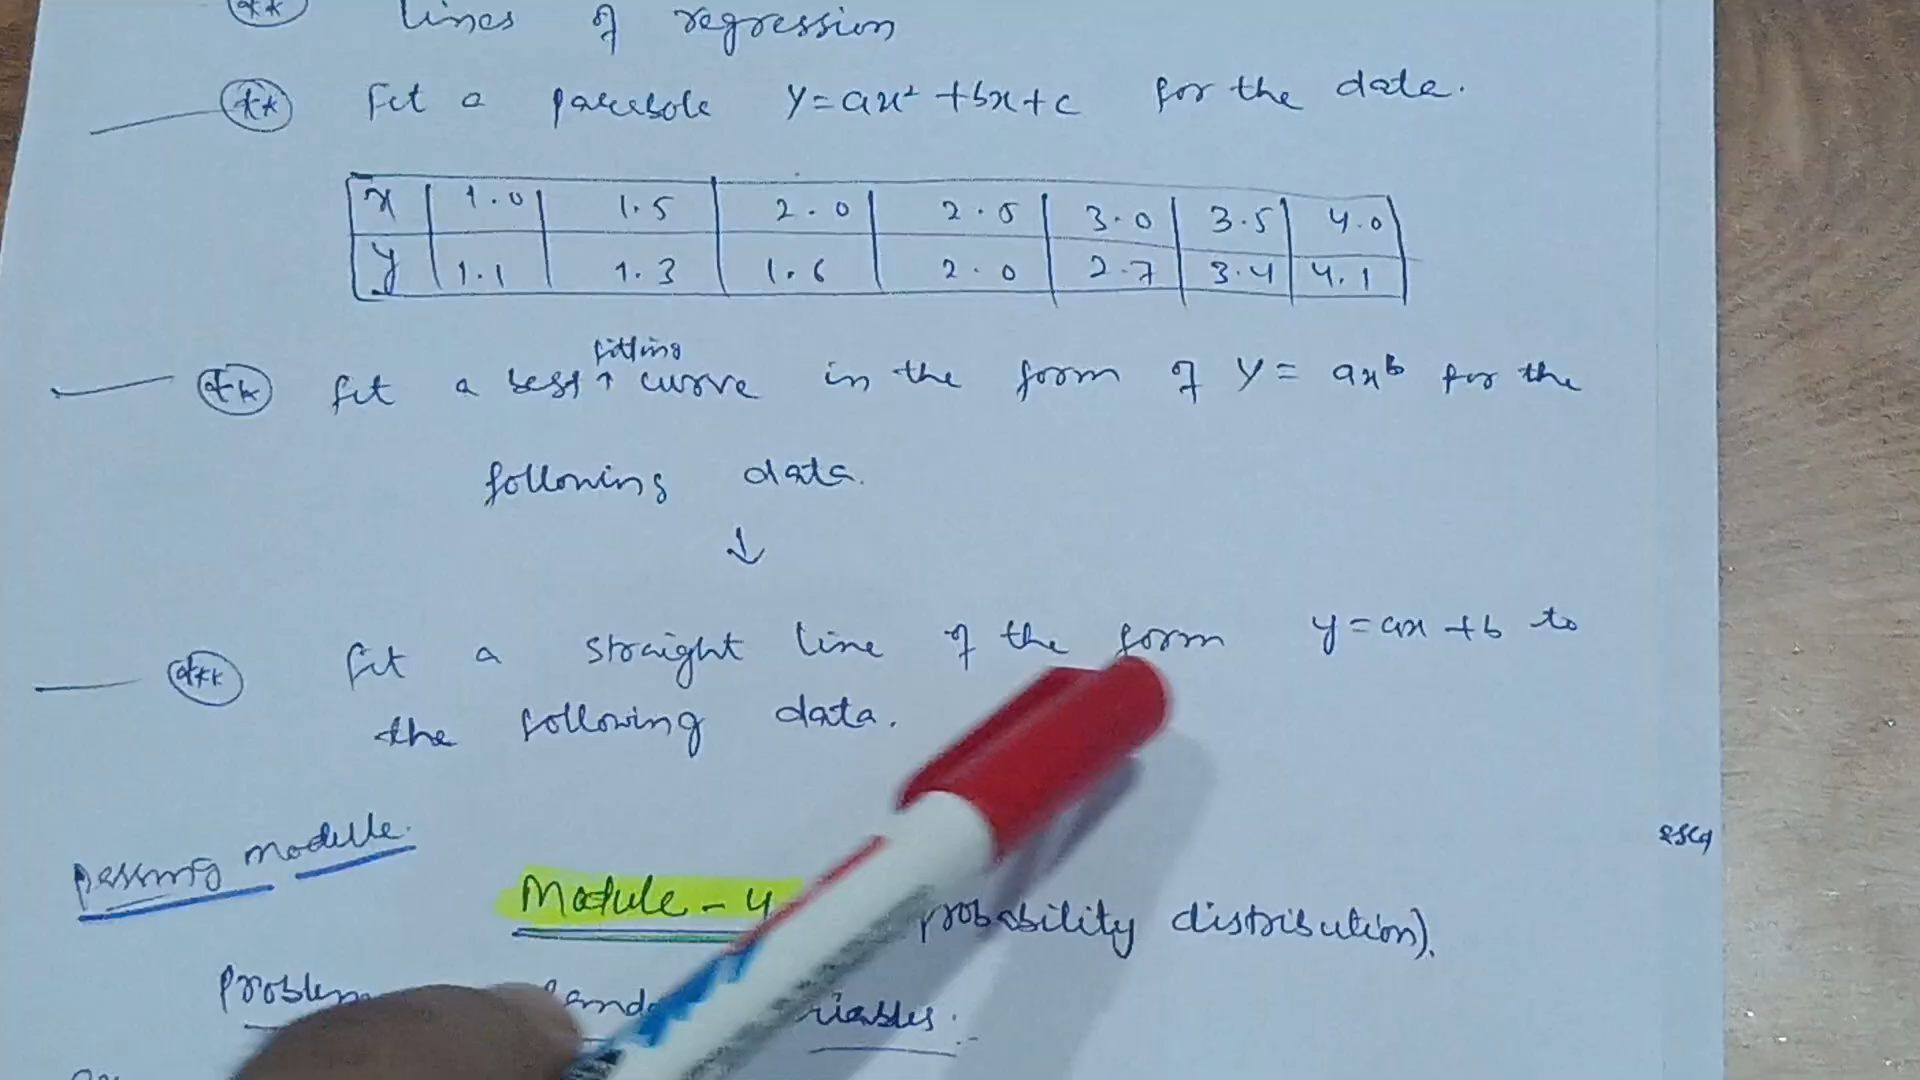 ** lines of regression
** Fit a parabola y=ax² +bx+c for the data.
x 1.0 1.5 2.0 2.5 3.0 3.5 4.0
y 1.1 1.3 1.6 2.0 2.7 3.4 4.1
fitting
** fit a best ↑ curve in the form of y = axᵇ for the
following data.
↓
*** fit a straight line of the form y=ax+b to
the following data.
passing module.
Module-4 probability distribution).